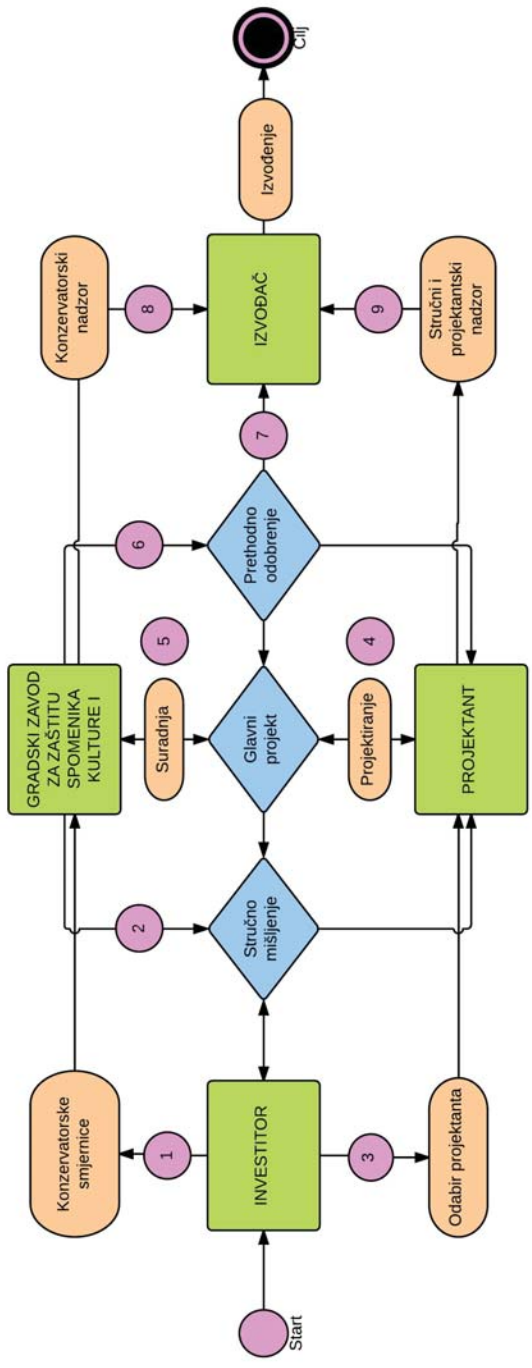 Start
INVESTITOR
1
Konzervatorske
smjernice
3
Odabir projektanta
2
Stručno
mišljenje
GRADSKI ZAVOD
ZA ZAŠTITU
SPOMENIKA
KULTURE I
Suradnja
5
Glavni
projekt
Projektiranje
4
PROJEKTANT
6
Prethodno
odobrenje
7
Konzervatorski
nadzor
8
IZVOĐAČ
9
Stručni i
projektantski
nadzor
Izvođenje
Cilj